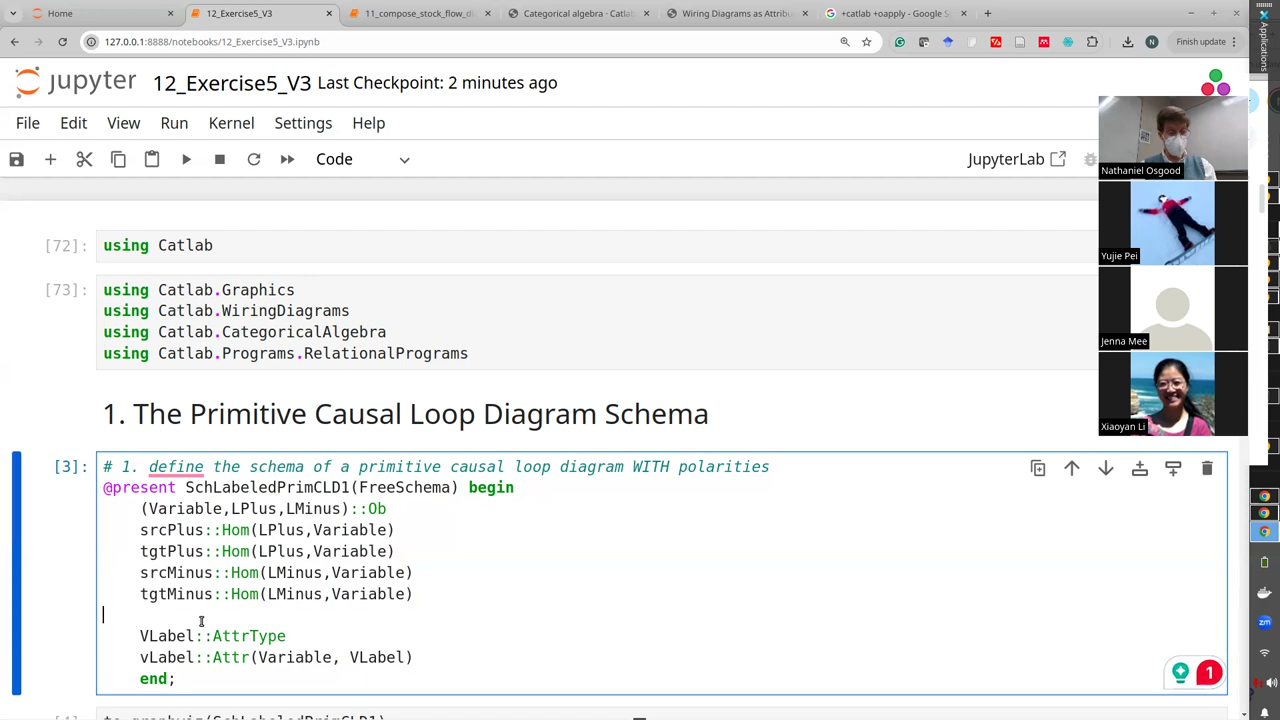 Home
12_Exercise5_V3
11_compose_stock_flow_d
Categorical algebra · Catlab
Wiring Diagrams as Attribu
+catlab +oapply - Google S
127.0.0.1:8888/notebooks/12_Exercise5_V3.ipynb
N
Finish update
Applications
jupyter 12_Exercise5_V3 Last Checkpoint: 2 minutes ago
File Edit View Run Kernel Settings Help
Code
JupyterLab
Nathaniel Osgood
Yujie Pei
Jenna Mee
Xiaoyan Li
[72]: using Catlab
[73]: using Catlab.Graphics
using Catlab.WiringDiagrams
using Catlab.CategoricalAlgebra
using Catlab.Programs.RelationalPrograms
1. The Primitive Causal Loop Diagram Schema
[3]: # 1. define the schema of a primitive causal loop diagram WITH polarities
@present SchLabeledPrimCLD1(FreeSchema) begin
(Variable,LPlus,LMinus)::Ob
srcPlus::Hom(LPlus,Variable)
tgtPlus::Hom(LPlus,Variable)
srcMinus::Hom(LMinus,Variable)
tgtMinus::Hom(LMinus,Variable)
VLabel::AttrType
vLabel::Attr(Variable, VLabel)
end;
1
zm
to_graphviz(SchLabeledPrimCLD1)